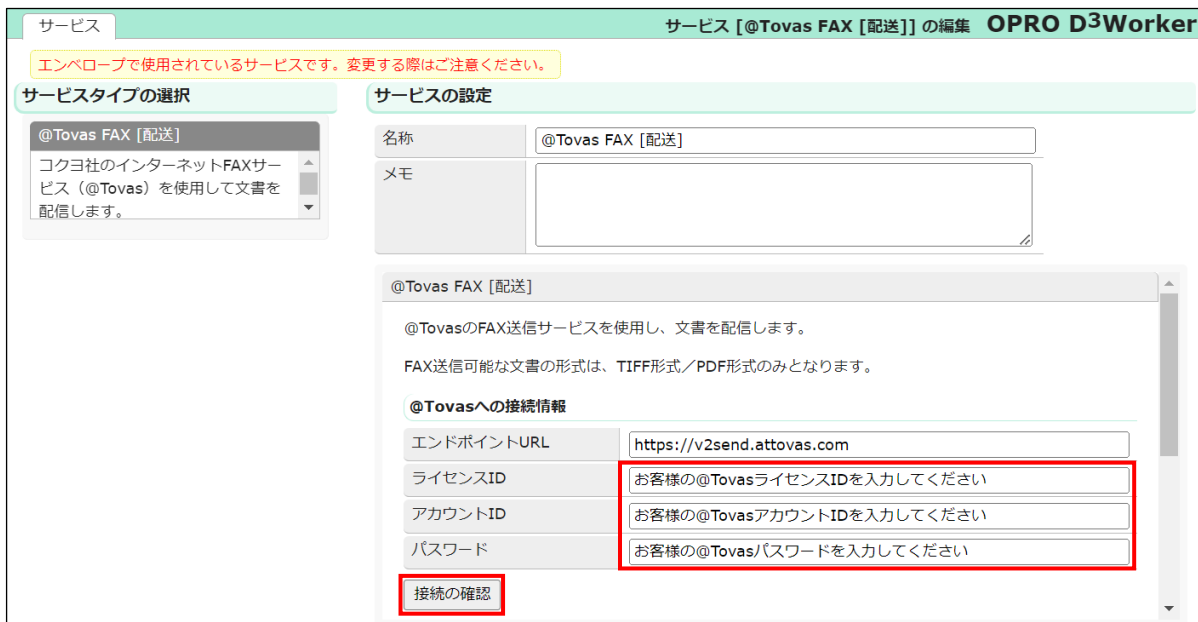 サービス
サービス [@Tovas FAX [配送]] の編集 OPRO D3Worker
エンベロープで使用されているサービスです。変更する際はご注意ください。
サービスタイプの選択
@Tovas FAX [配送]
コクヨ社のインターネットFAXサー
ビス（@Tovas）を使用して文書を
配信します。
サービスの設定
名称
@Tovas FAX [配送]
メモ
@Tovas FAX [配送]
@TovasのFAX送信サービスを使用し、文書を配信します。
FAX送信可能な文書の形式は、TIFF形式／PDF形式のみとなります。
@Tovasへの接続情報
エンドポイントURL
https://v2send.attovas.com
ライセンスID
お客様の@TovasライセンスIDを入力してください
アカウントID
お客様の@TovasアカウントIDを入力してください
パスワード
お客様の@Tovasパスワードを入力してください
接続の確認